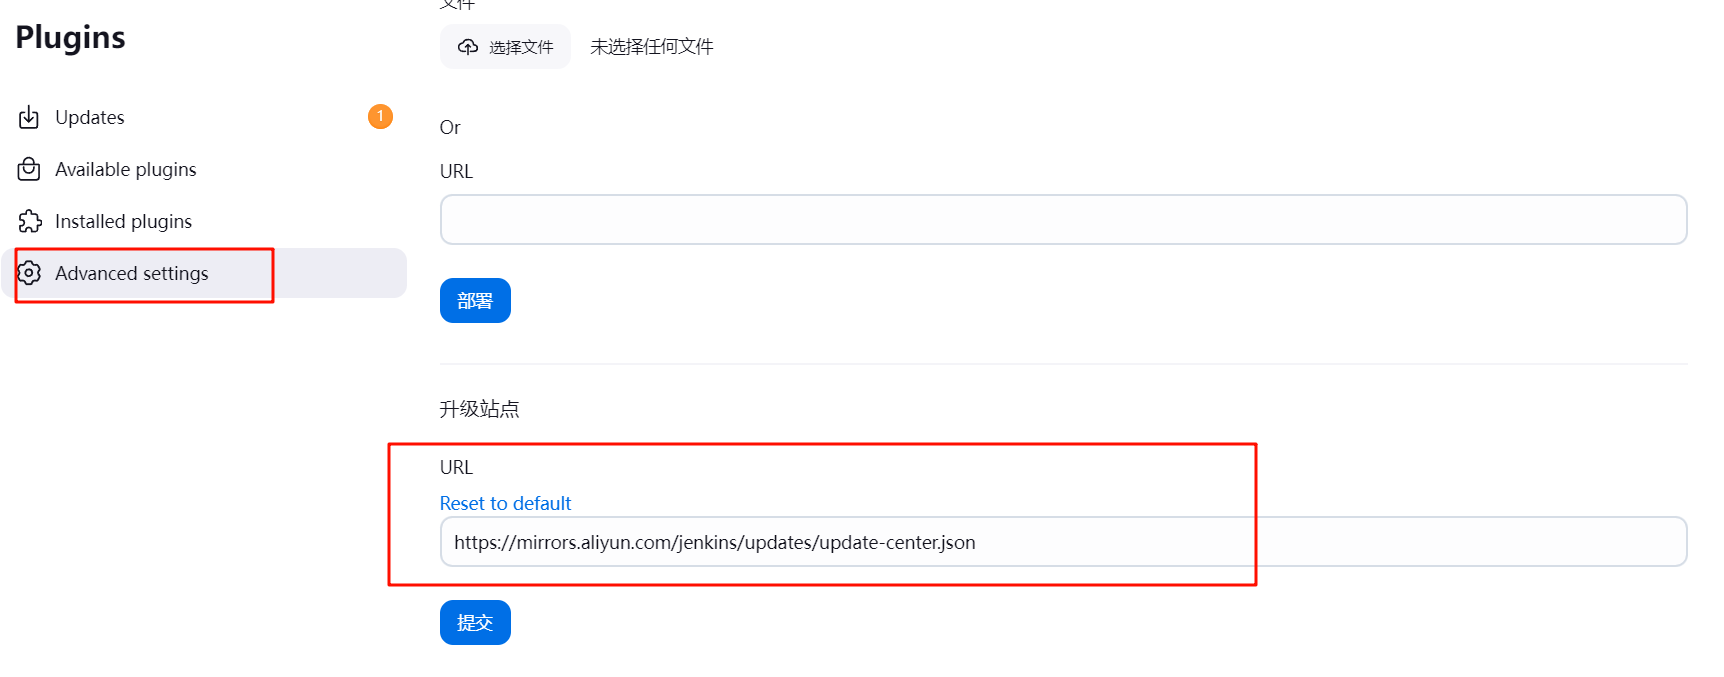 Plugins
Updates
1
Available plugins
Installed plugins
Advanced settings
文件
选择文件 未选择任何文件
Or
URL
部署
升级站点
URL
Reset to default
https://mirrors.aliyun.com/jenkins/updates/update-center.json
提交